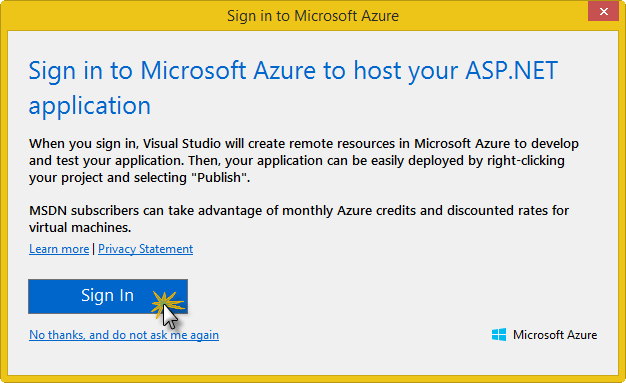 Sign in to Microsoft Azure
Sign in to Microsoft Azure to host your ASP.NET
application
When you sign in, Visual Studio will create remote resources in Microsoft Azure to develop
and test your application. Then, your application can be easily deployed by right-clicking
your project and selecting "Publish".
MSDN subscribers can take advantage of monthly Azure credits and discounted rates for
virtual machines.
Learn more | Privacy Statement
Sign In
No thanks, and do not ask me again
Microsoft Azure